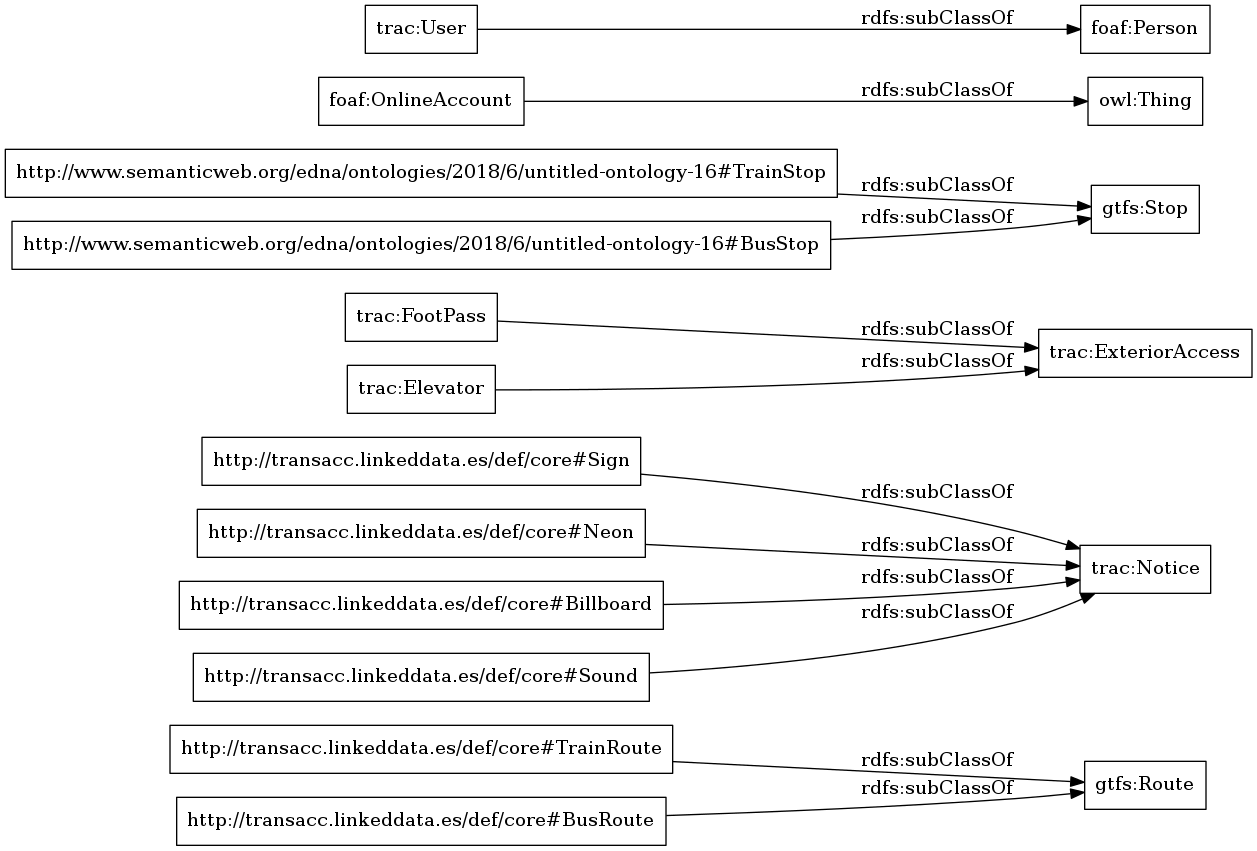 trac:User
rdfs:subClassOf
foaf:Person
foaf:OnlineAccount
rdfs:subClassOf
owl:Thing
http://www.semanticweb.org/edna/ontologies/2018/6/untitled-ontology-16#TrainStop
rdfs:subClassOf
gtfs:Stop
rdfs:subClassOf
http://www.semanticweb.org/edna/ontologies/2018/6/untitled-ontology-16#BusStop
trac:FootPass
rdfs:subClassOf
trac:ExteriorAccess
rdfs:subClassOf
trac:Elevator
http://transacc.linkeddata.es/def/core#Sign
rdfs:subClassOf
http://transacc.linkeddata.es/def/core#Neon
rdfs:subClassOf
trac:Notice
rdfs:subClassOf
http://transacc.linkeddata.es/def/core#Billboard
rdfs:subClassOf
http://transacc.linkeddata.es/def/core#Sound
http://transacc.linkeddata.es/def/core#TrainRoute
rdfs:subClassOf
gtfs:Route
rdfs:subClassOf
http://transacc.linkeddata.es/def/core#BusRoute